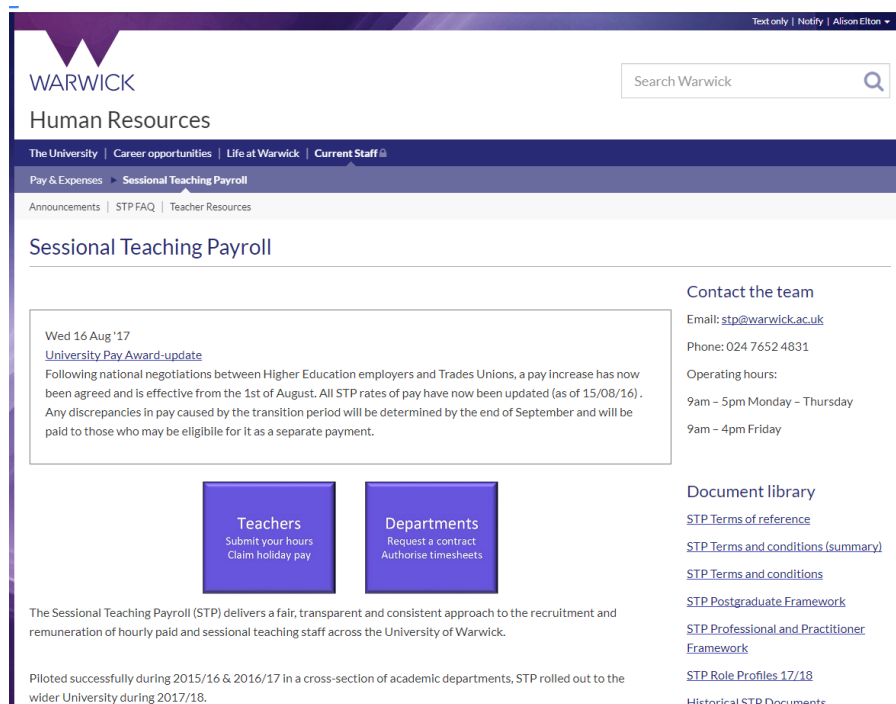 Text only | Notify | Alison Elton
WARWICK
Search Warwick
Human Resources
The University | Career opportunities | Life at Warwick | Current Staff
Pay & Expenses Sessional Teaching Payroll
Announcements | STP FAQ | Teacher Resources
Sessional Teaching Payroll
Wed 16 Aug '17
University Pay Award-update
Following national negotiations between Higher Education employers and Trades Unions, a pay increase has now
been agreed and is effective from the 1st of August. All STP rates of pay have now been updated (as of 15/08/16) .
Any discrepancies in pay caused by the transition period will be determined by the end of September and will be
paid to those who may be eligibile for it as a separate payment.
Teachers
Submit your hours
Claim holiday pay
Departments
Request a contract
Authorise timesheets
The Sessional Teaching Payroll (STP) delivers a fair, transparent and consistent approach to the recruitment and
remuneration of hourly paid and sessional teaching staff across the University of Warwick.
Piloted successfully during 2015/16 & 2016/17 in a cross-section of academic departments, STP rolled out to the
wider University during 2017/18.
Contact the team
Email: stp@warwick.ac.uk
Phone: 024 7652 4831
Operating hours:
9am – 5pm Monday – Thursday
9am – 4pm Friday
Document library
STP Terms of reference
STP Terms and conditions (summary)
STP Terms and conditions
STP Postgraduate Framework
STP Professional and Practitioner
Framework
STP Role Profiles 17/18
Historical STP Documents